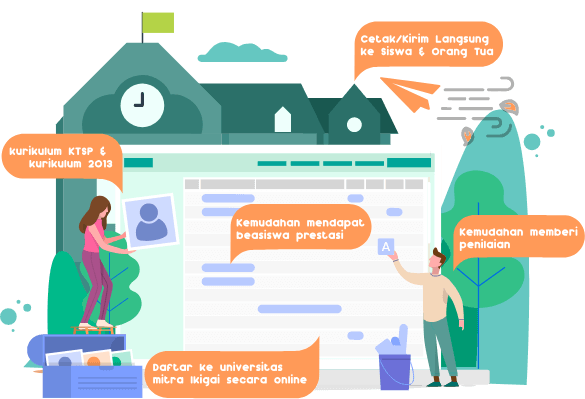 Cetak/Kirim Langsung
ke Siswa & Orang Tua
kurikulum KTSP &
kurikulum 2013
Kemudahan mendapat
beasiswa prestasi
Kemudahan memberi
penilaian
A
Daftar ke universitas
mitra Ikigai secara online